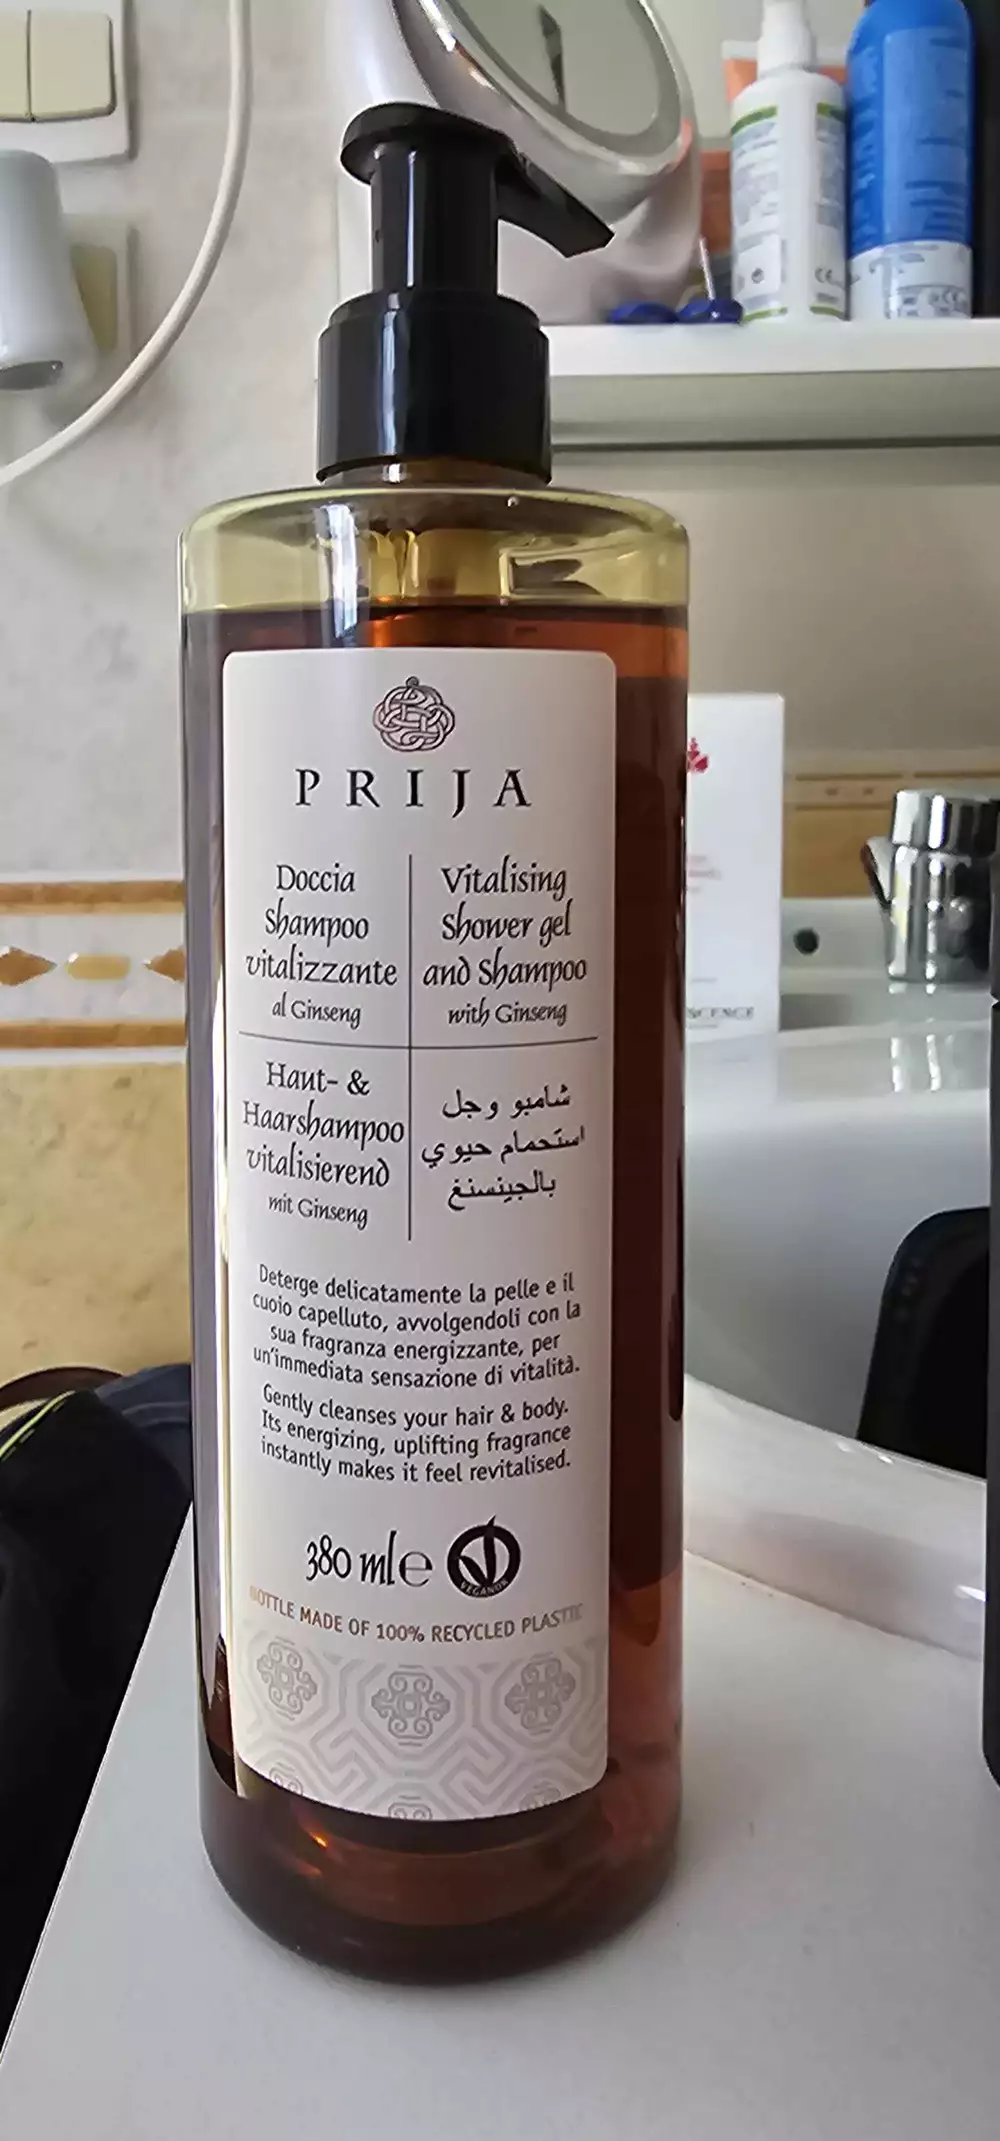 PRIJA
Doccia
Shampoo
vitalizzante
al Ginseng
Vitalising
Shower gel
and Shampoo
with Ginseng
Haut- &
Haarshampoo
vitalisierend
mit Ginseng
شامبو وجل
استحمام حيوي
بالجينسنغ
Deterge delicatamente la pelle e il
cuoio capelluto, avvolgendoli con la
sua fragranza energizzante, per
un'immediata sensazione di vitalità.
Gently cleanses your hair & body.
Its energizing, uplifting fragrance
instantly makes it feel revitalised.
380 ml e
VEGANOK
BOTTLE MADE OF 100% RECYCLED PLASTIC